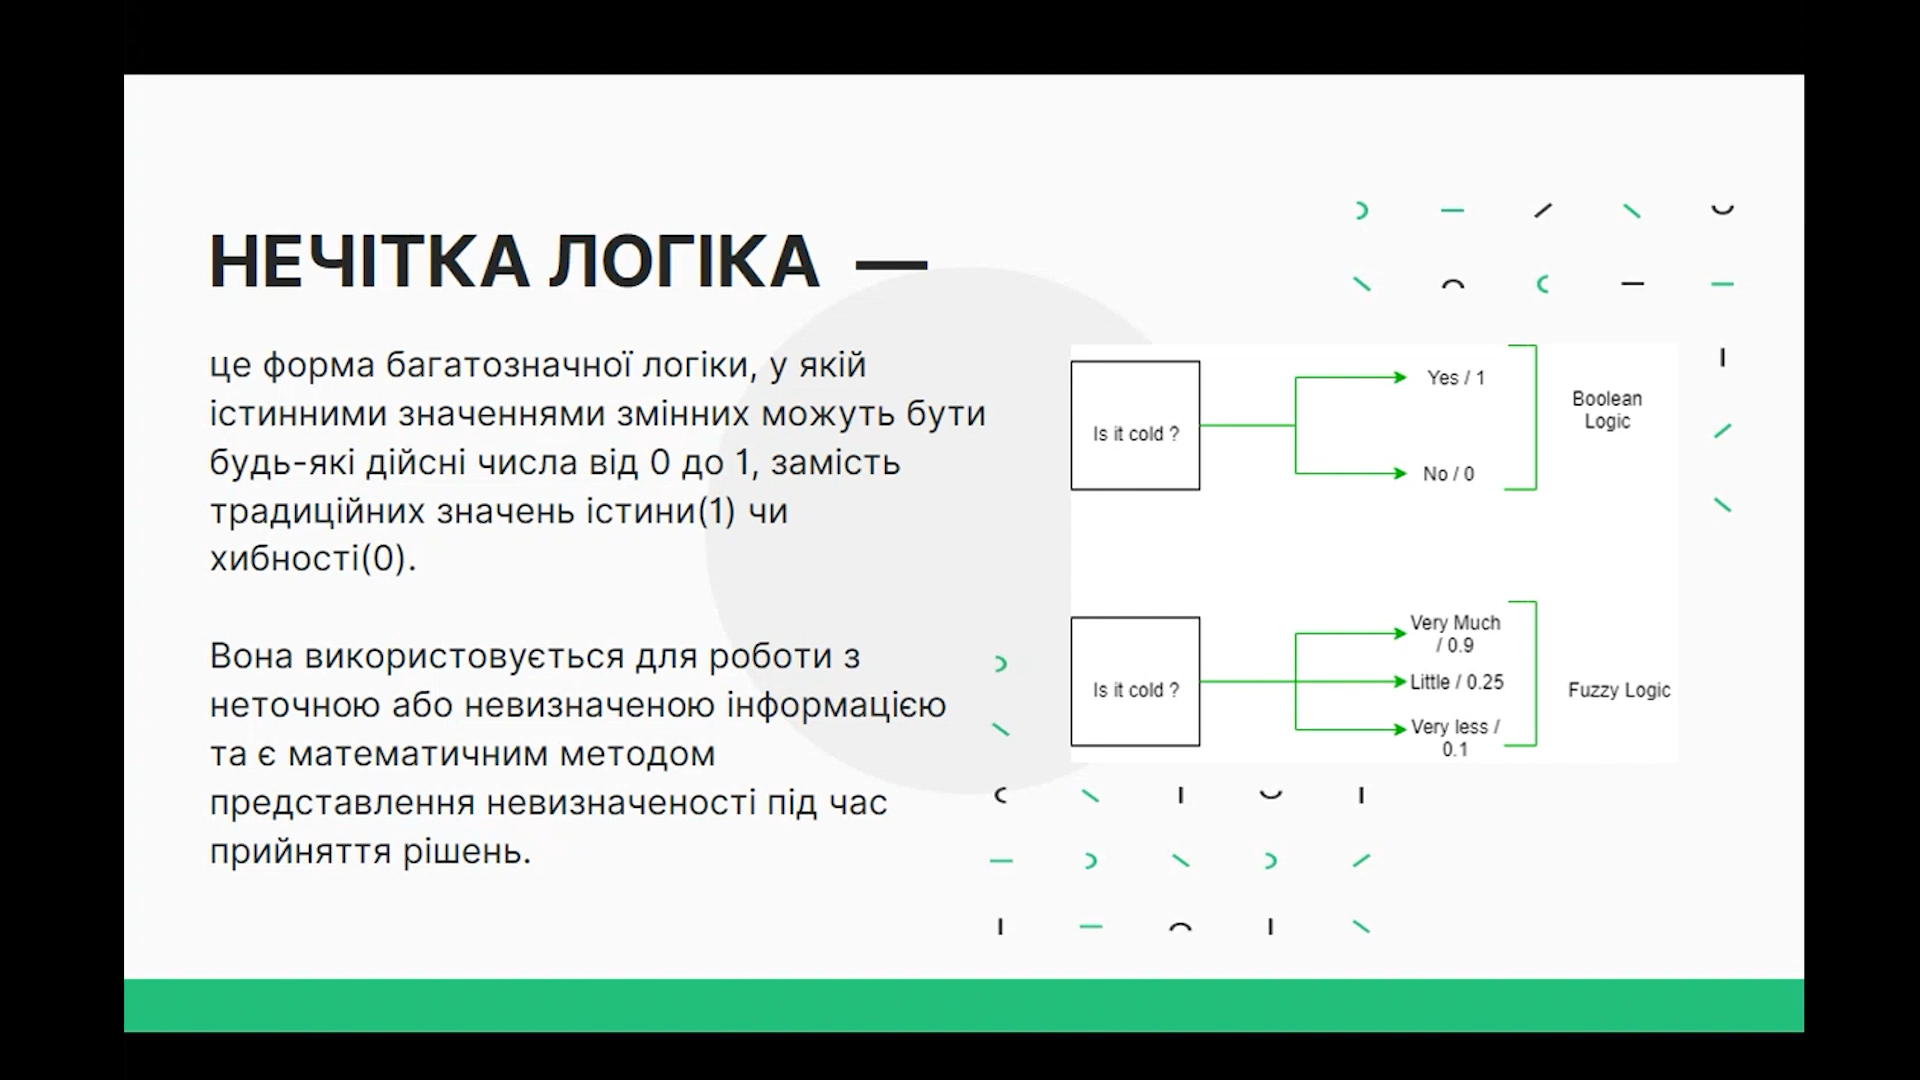 НЕЧІТКА ЛОГІКА —
це форма багатозначної логіки, у якій
істинними значеннями змінних можуть бути
будь-які дійсні числа від 0 до 1, замість
традиційних значень істини(1) чи
хибності(0).
Вона використовується для роботи з
неточною або невизначеною інформацією
та є математичним методом
представлення невизначеності під час
прийняття рішень.
Is it cold ?
Yes / 1
No / 0
Boolean
Logic
Is it cold ?
Very Much
/ 0.9
Little / 0.25
Very less /
0.1
Fuzzy Logic